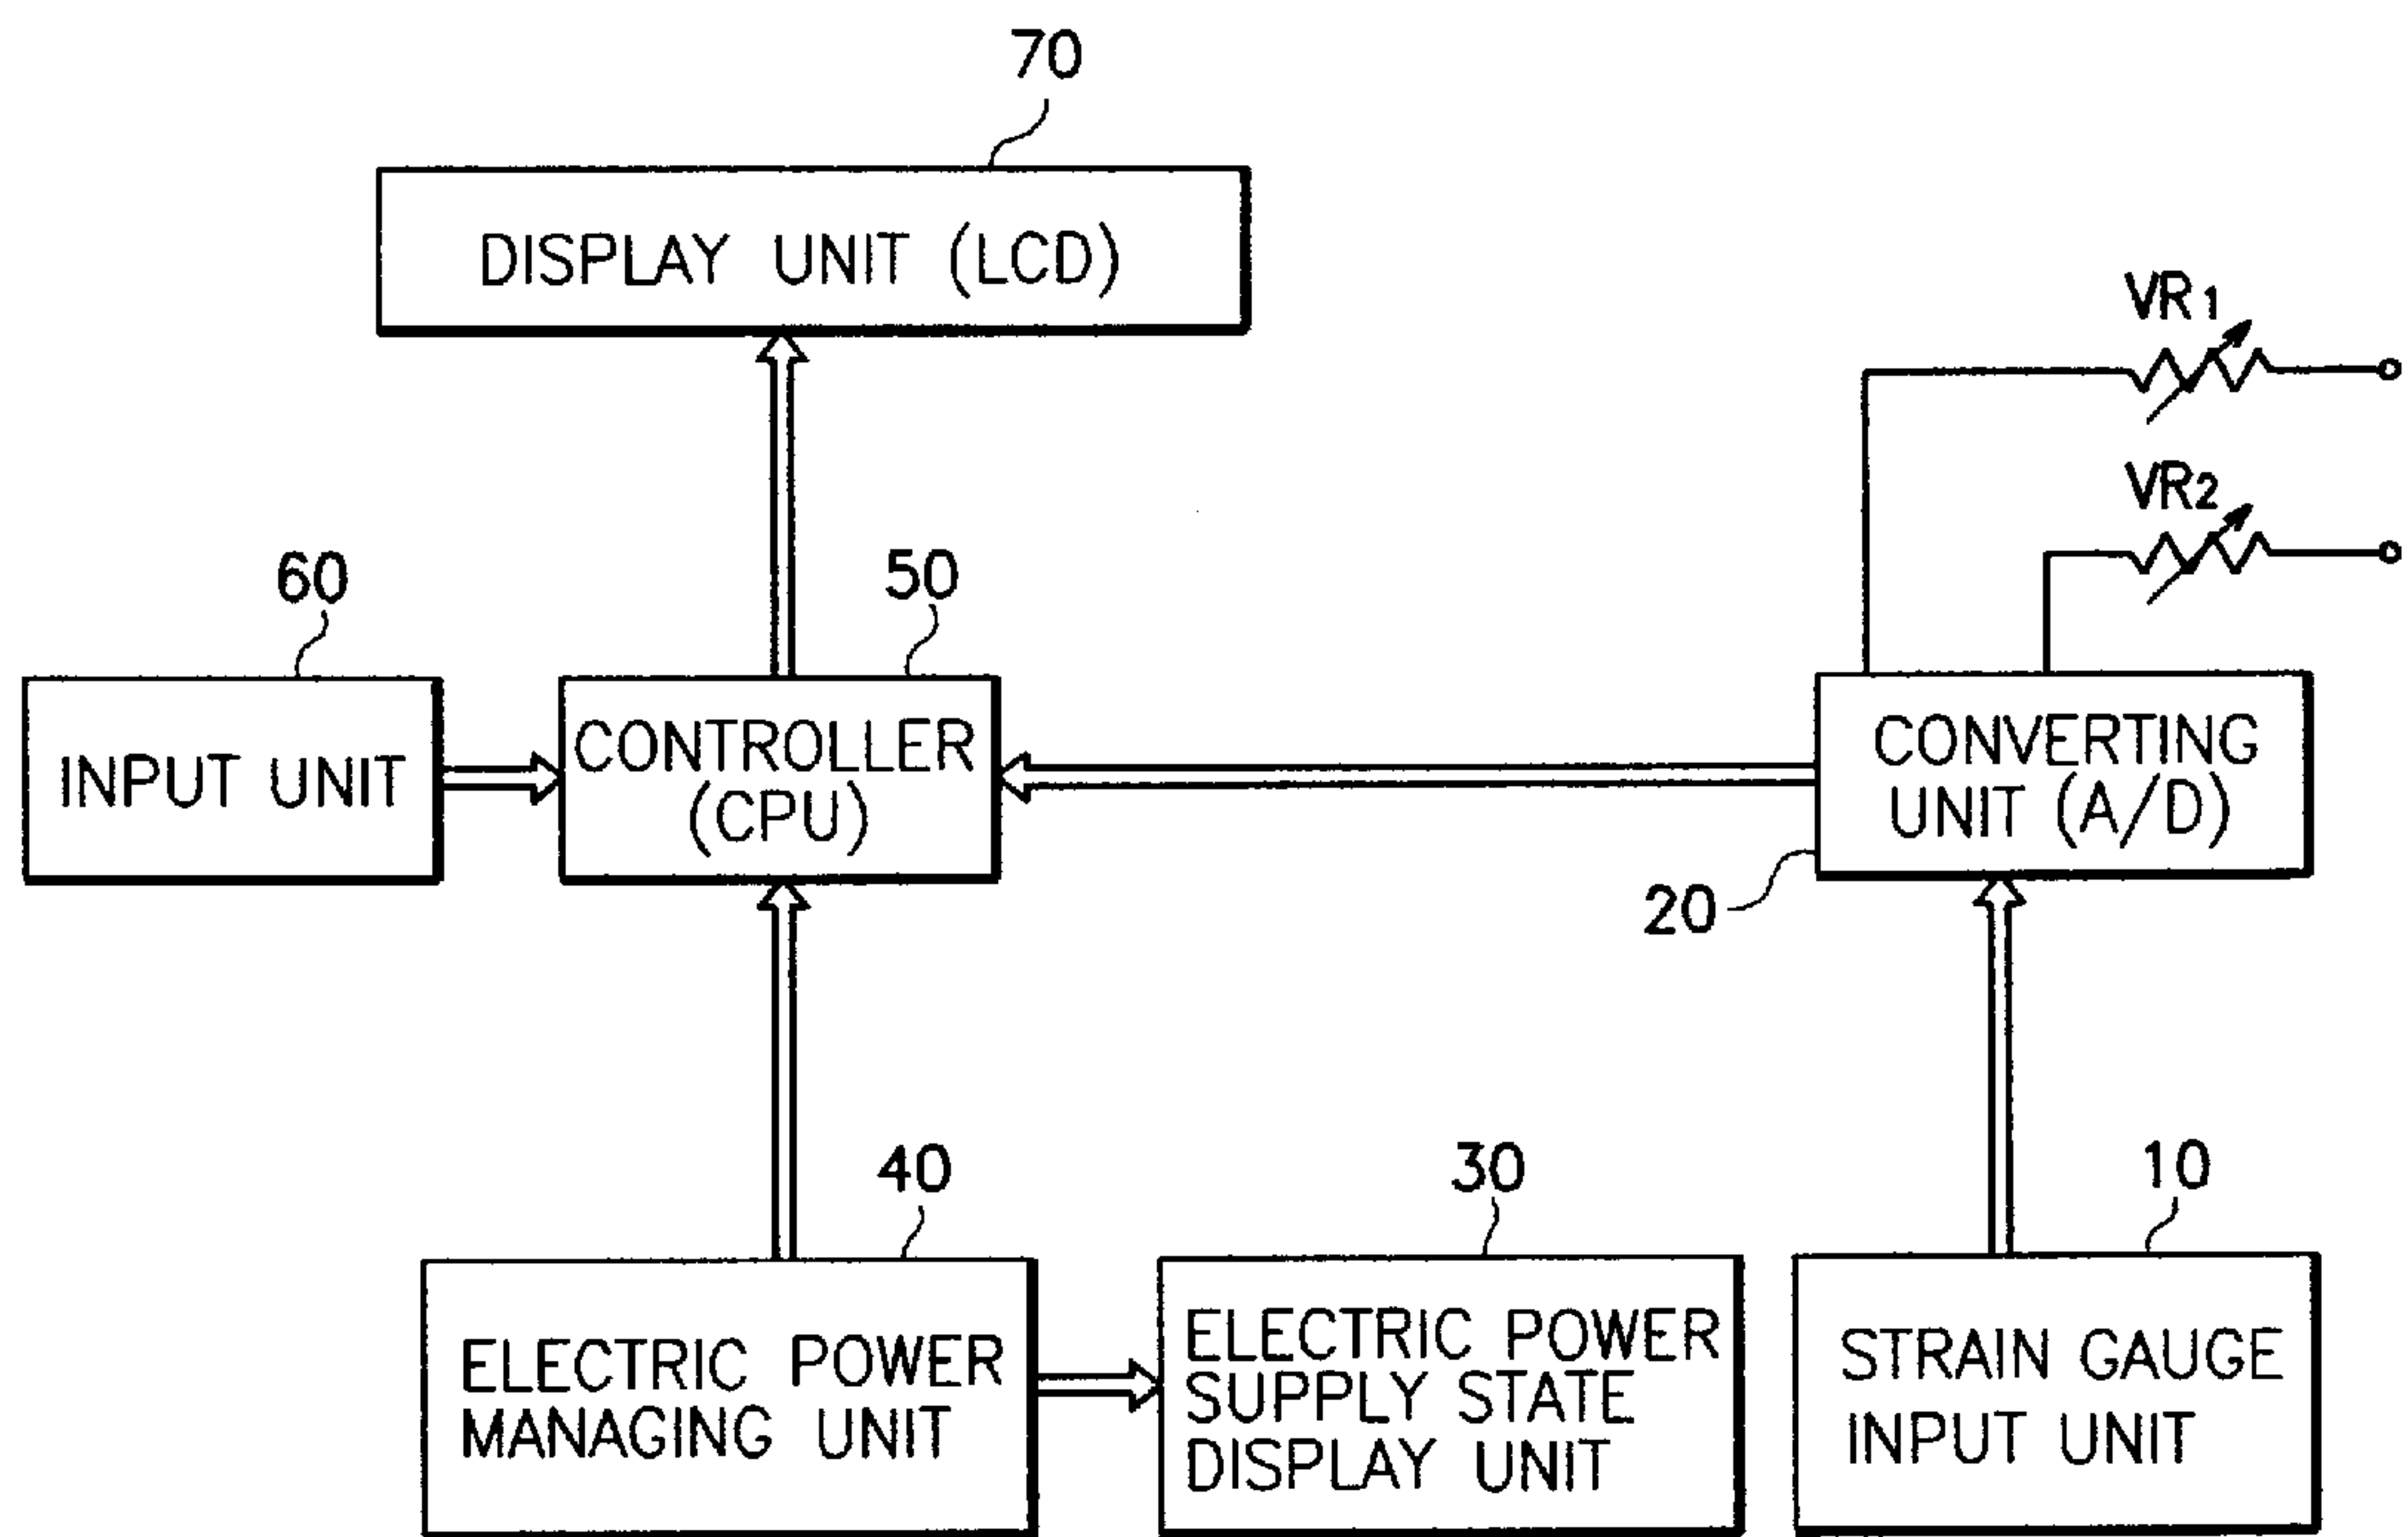 70
DISPLAY UNIT (LCD)
VR1
VR2
60
50
INPUT UNIT
CONTROLLER
(CPU)
CONVERTING
UNIT (A/D)
20
40
30
10
ELECTRIC POWER
MANAGING UNIT
ELECTRIC POWER
SUPPLY STATE
DISPLAY UNIT
STRAIN GAUGE
INPUT UNIT